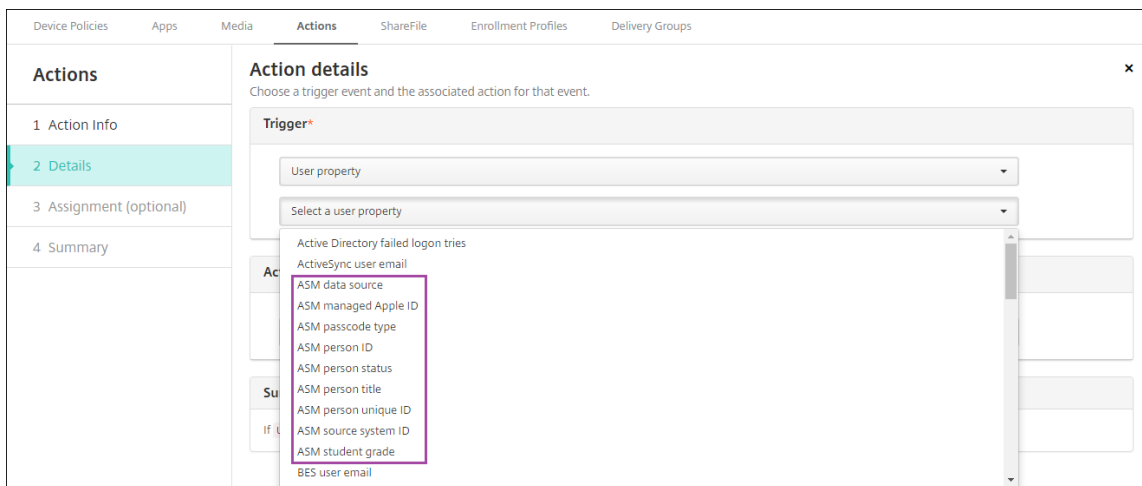 Device Policies Apps Media Actions ShareFile Enrollment Profiles Delivery Groups
Actions
1 Action Info
2 Details
3 Assignment (optional)
4 Summary
Action details
Choose a trigger event and the associated action for that event.
Trigger*
User property
Select a user property
Active Directory failed logon tries
ActiveSync user email
ASM data source
ASM managed Apple ID
ASM passcode type
ASM person ID
ASM person status
ASM person title
ASM person unique ID
ASM source system ID
ASM student grade
BES user email
If